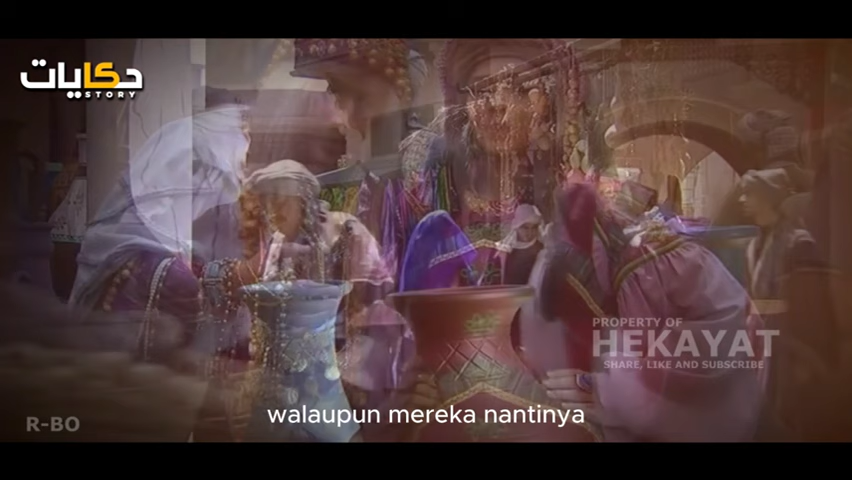 حكايات
STORY
PROPERTY OF
HEKAYAT
SHARE, LIKE AND SUBSCRIBE
walaupun mereka nantinya
R-BO